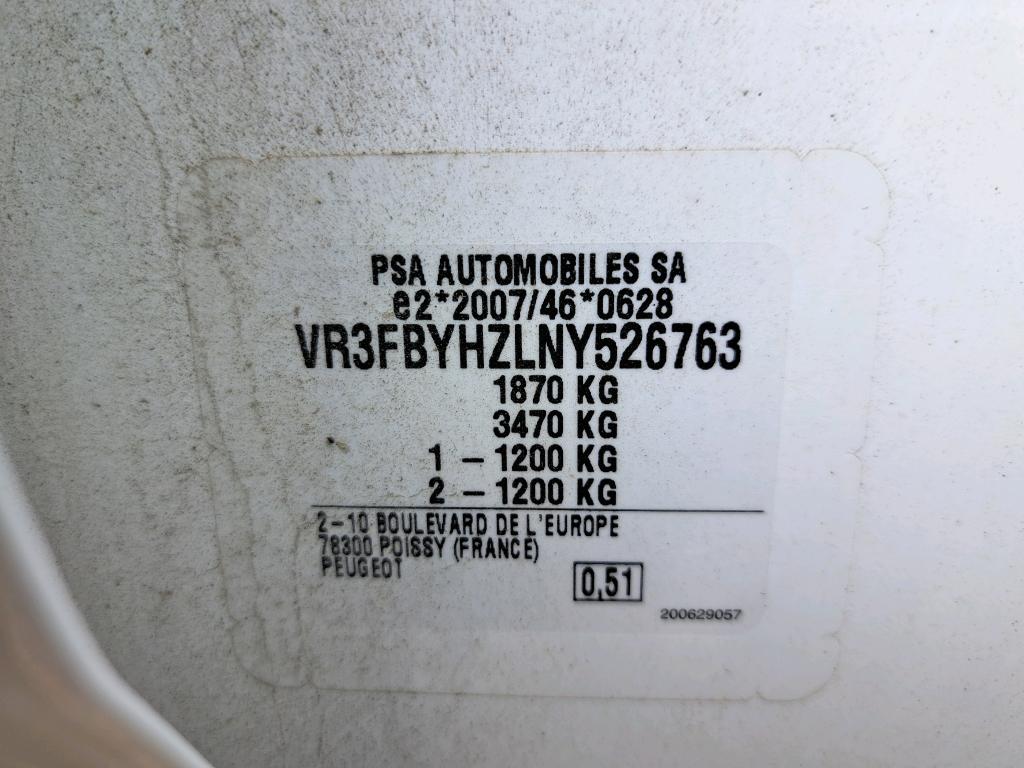 PSA AUTOMOBILES SA
e2*2007/46*0628
VR3FBYHZLNY526763
1870 KG
3470 KG
1 – 1200 KG
2 – 1200 KG
2–10 BOULEVARD DE L'EUROPE
78300 POISSY (FRANCE)
PEUGEOT
0,51
200629057